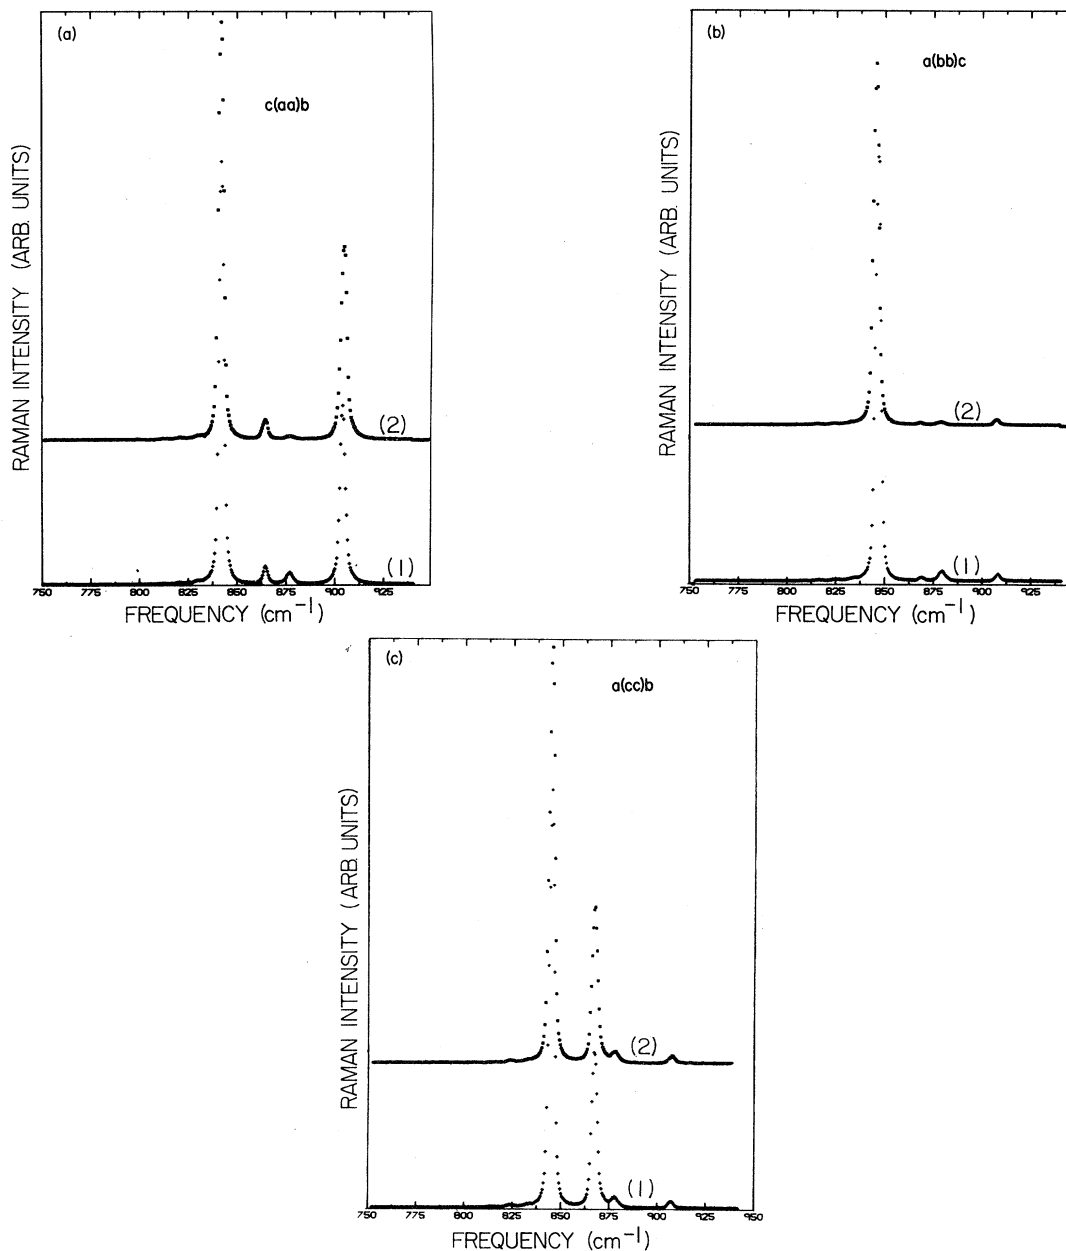 (a)
c(aa)b
RAMAN INTENSITY (ARB. UNITS)
(2)
(1)
750 775 800 825 850 875 900 925
FREQUENCY (cm⁻¹)
(b)
a(bb)c
RAMAN INTENSITY (ARB. UNITS)
(2)
(1)
750 775 800 825 850 875 900 925
FREQUENCY (cm⁻¹)
(c)
a(cc)b
RAMAN INTENSITY (ARB. UNITS)
(2)
(1)
750 775 800 825 850 875 900 925 950
FREQUENCY (cm⁻¹)